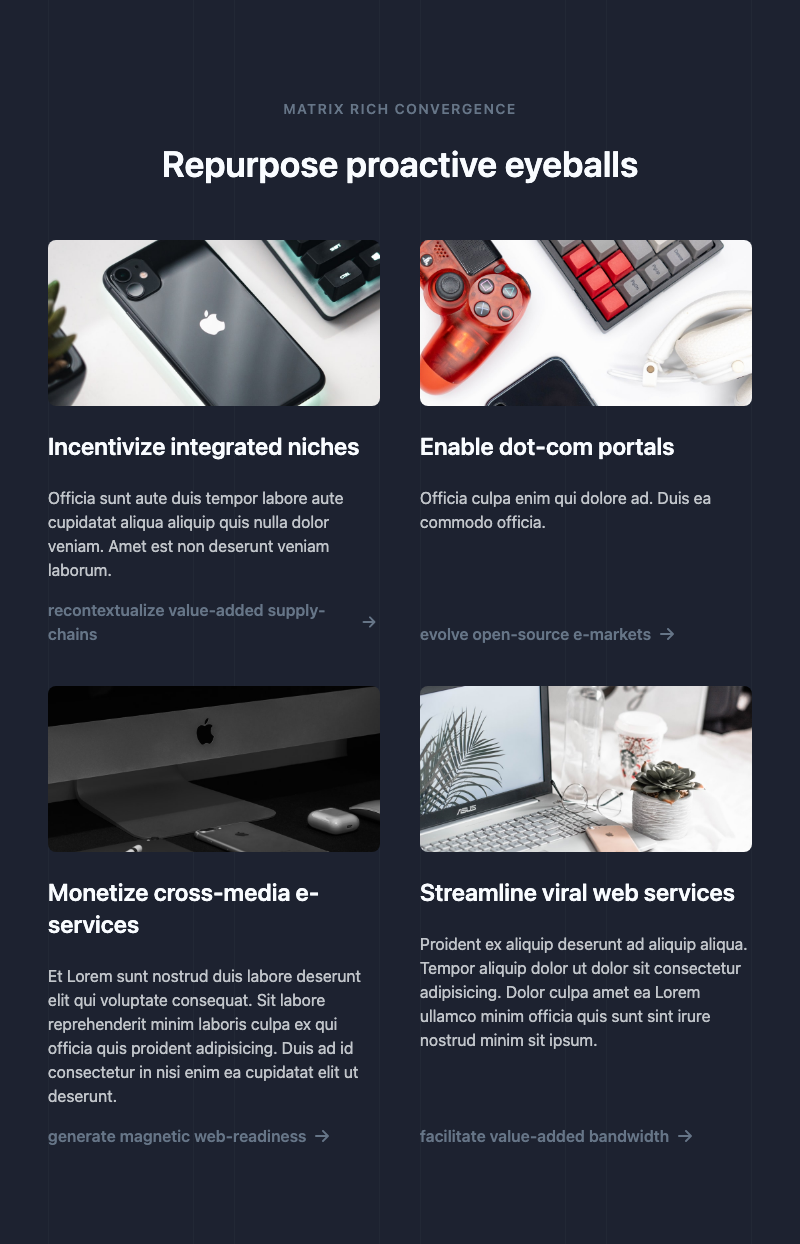 MATRIX RICH CONVERGENCE
Repurpose proactive eyeballs
Incentivize integrated niches
Officia sunt aute duis tempor labore aute
cupidatat aliqua aliquip quis nulla dolor
veniam. Amet est non deserunt veniam
laborum.
recontextualize value-added supply-
chains
Enable dot-com portals
Officia culpa enim qui dolore ad. Duis ea
commodo officia.
evolve open-source e-markets
Monetize cross-media e-
services
Et Lorem sunt nostrud duis labore deserunt
elit qui voluptate consequat. Sit labore
reprehenderit minim laboris culpa ex qui
officia quis proident adipisicing. Duis ad id
consectetur in nisi enim ea cupidatat elit ut
deserunt.
generate magnetic web-readiness
ASUS
Streamline viral web services
Proident ex aliquip deserunt ad aliquip aliqua.
Tempor aliquip dolor ut dolor sit consectetur
adipisicing. Dolor culpa amet ea Lorem
ullamco minim officia quis sunt sint irure
nostrud minim sit ipsum.
facilitate value-added bandwidth